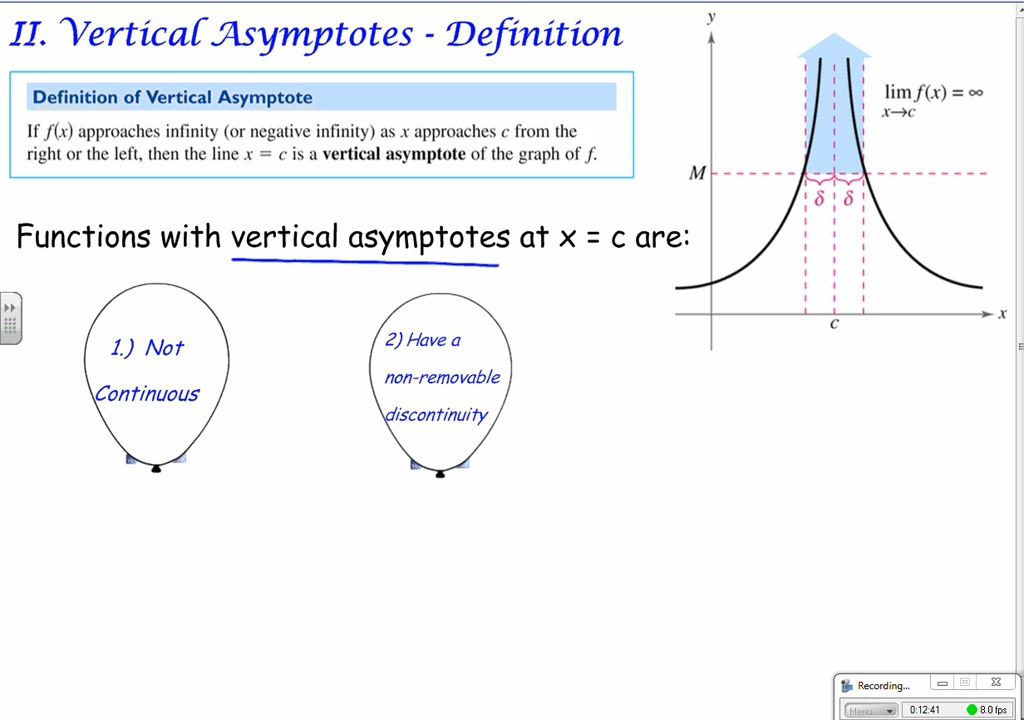 II. Vertical Asymptotes - Definition
Definition of Vertical Asymptote
If f(x) approaches infinity (or negative infinity) as x approaches c from the
right or the left, then the line x = c is a vertical asymptote of the graph of f.
y
lim f(x) = ∞
x→c
M
δ δ
x
c
Functions with vertical asymptotes at x = c are:
1.) Not
Continuous
2) Have a
non-removable
discontinuity
Recording...
Menu
0:12:41
8.0 fps